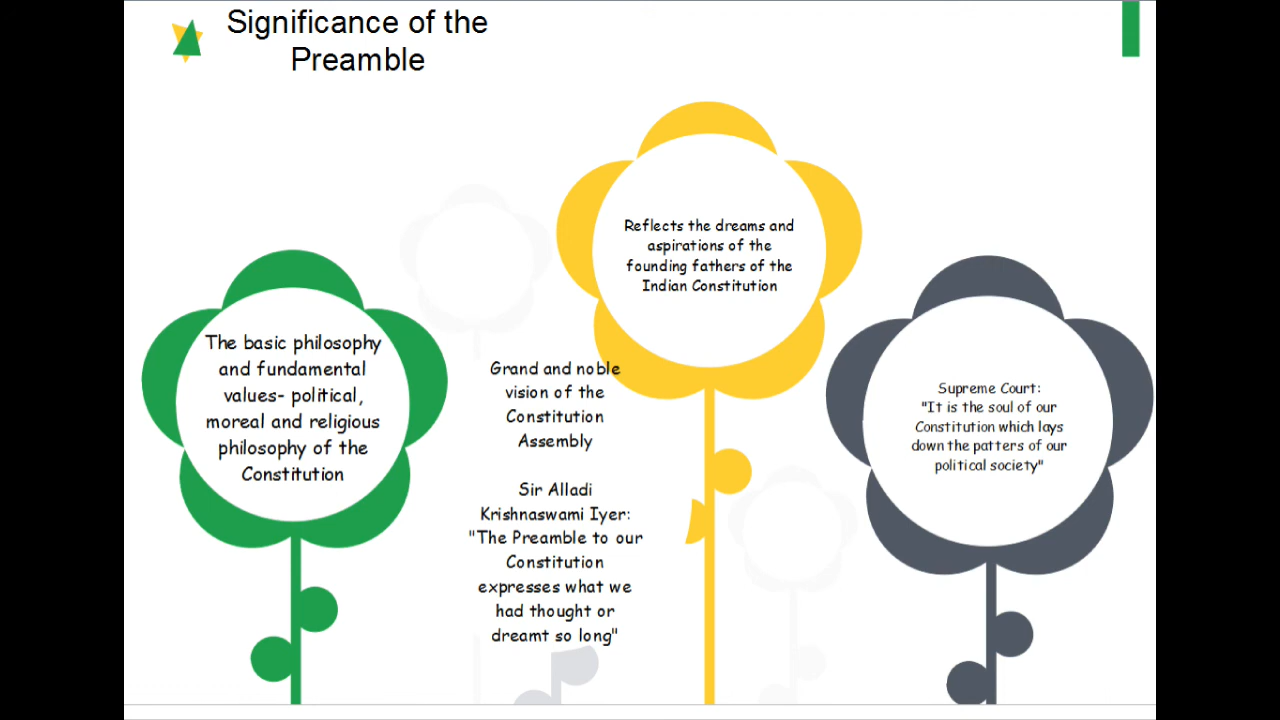 Significance of the
Preamble
The basic philosophy
and fundamental
values- political,
moreal and religious
philosophy of the
Constitution
Grand and noble
vision of the
Constitution
Assembly
Sir Alladi
Krishnaswami Iyer:
"The Preamble to our
Constitution
expresses what we
had thought or
dreamt so long"
Reflects the dreams and
aspirations of the
founding fathers of the
Indian Constitution
Supreme Court:
"It is the soul of our
Constitution which lays
down the patters of our
political society"